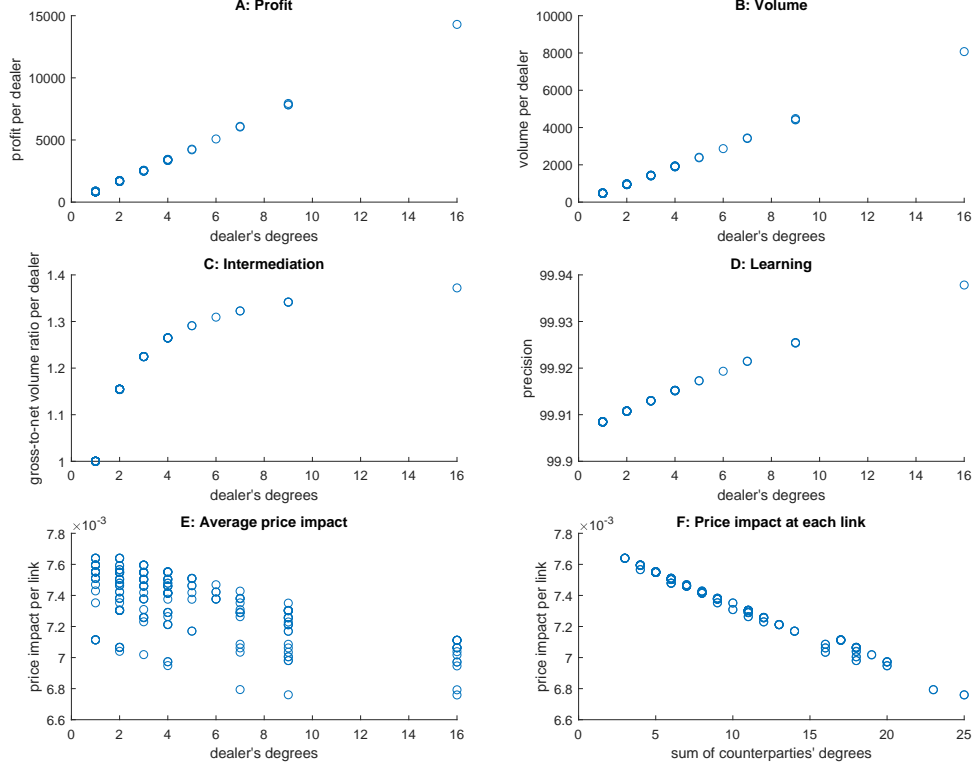 A: Profit
15000
10000
5000
0
profit per dealer
0 2 4 6 8 10 12 14 16
dealer's degrees
B: Volume
10000
8000
6000
4000
2000
0
volume per dealer
0 2 4 6 8 10 12 14 16
dealer's degrees
C: Intermediation
1.4
1.3
1.2
1.1
1
gross-to-net volume ratio per dealer
0 2 4 6 8 10 12 14 16
dealer's degrees
D: Learning
99.94
99.93
99.92
99.91
99.9
precision
0 2 4 6 8 10 12 14 16
dealer's degrees
E: Average price impact
×10-3
7.8
7.6
7.4
7.2
7
6.8
6.6
price impact per link
0 2 4 6 8 10 12 14 16
dealer's degrees
F: Price impact at each link
×10-3
7.8
7.6
7.4
7.2
7
6.8
6.6
price impact per link
0 5 10 15 20 25
sum of counterparties' degrees